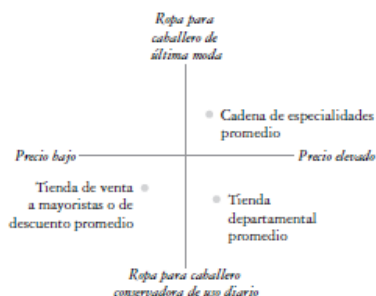 Ropa para
caballero de
última moda
Cadena de especialidades
promedio
Precio bajo
Precio elevado
Tienda de venta
a mayoristas o de
descuento promedio
Tienda
departamental
promedio
Ropa para caballero
conservadora de uso diario